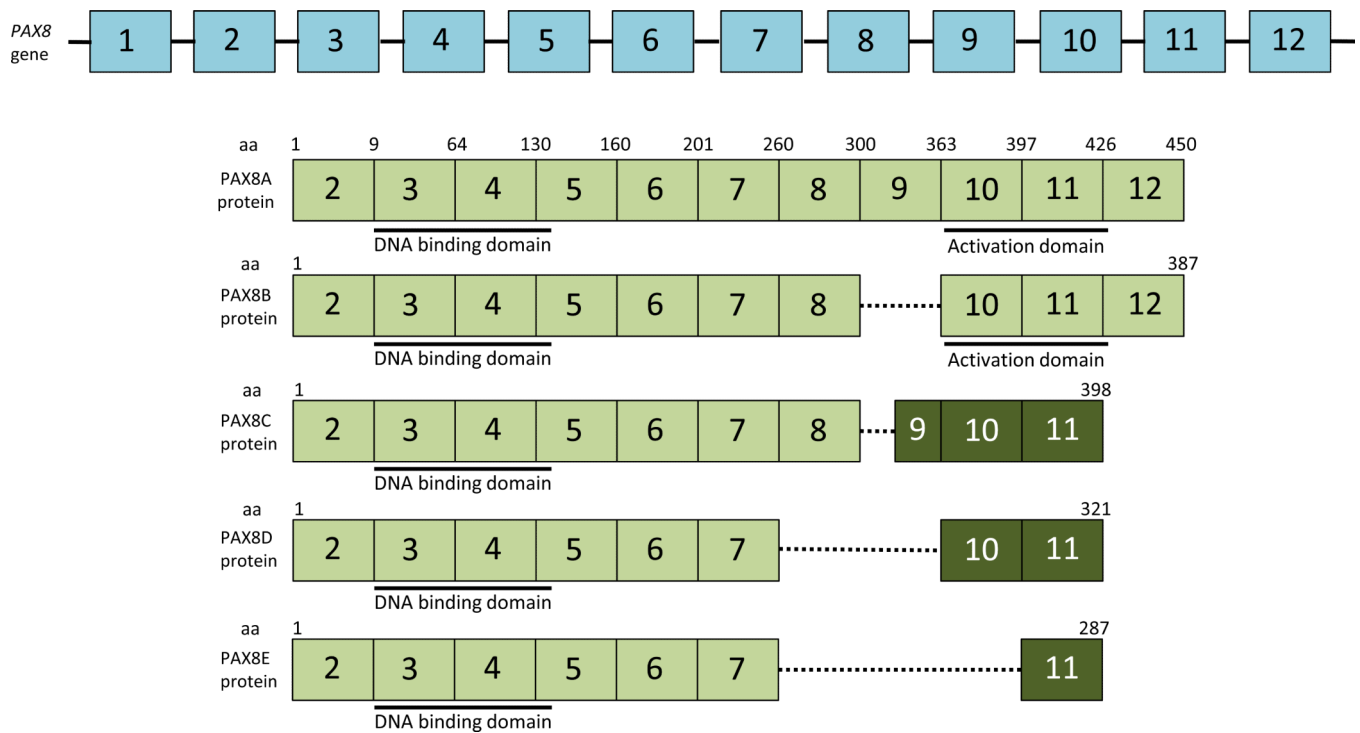 PAX8 gene 1 2 3 4 5 6 7 8 9 10 11 12
aa 1 9 64 130 160 201 260 300 363 397 426 450
PAX8A protein 2 3 4 5 6 7 8 9 10 11 12
DNA binding domain Activation domain
aa 1 387
PAX8B protein 2 3 4 5 6 7 8 10 11 12
DNA binding domain Activation domain
aa 1 398
PAX8C protein 2 3 4 5 6 7 8 9 10 11
DNA binding domain
aa 1 321
PAX8D protein 2 3 4 5 6 7 10 11
DNA binding domain
aa 1 287
PAX8E protein 2 3 4 5 6 7 11
DNA binding domain